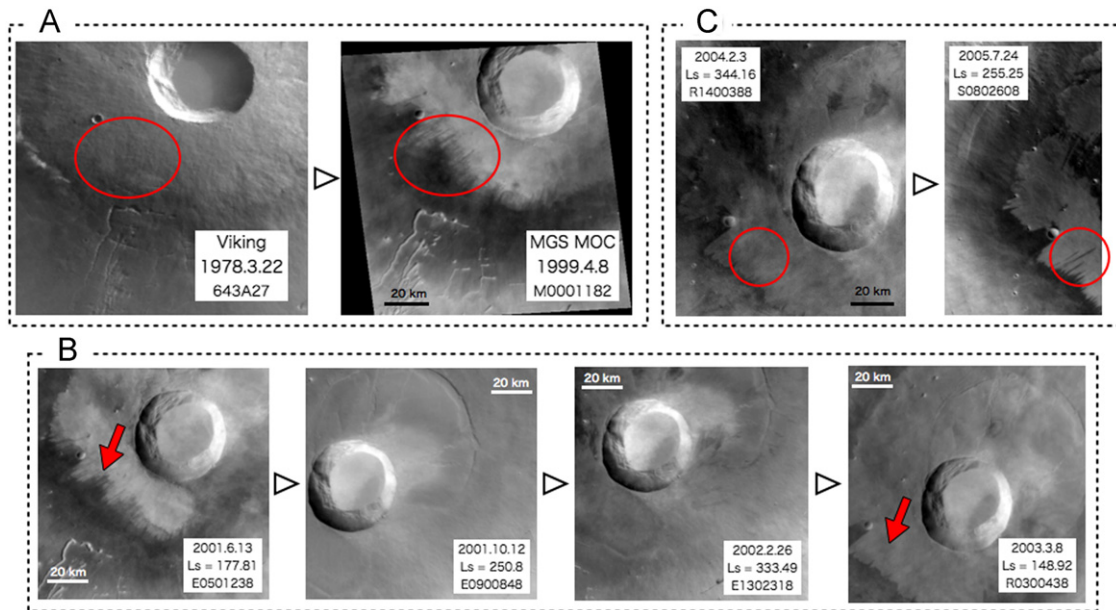 A
Viking
1978.3.22
643A27
MGS MOC
1999.4.8
M0001182
20 km
C
2004.2.3
Ls = 344.16
R1400388
20 km
2005.7.24
Ls = 255.25
S0802608
B
20 km
2001.6.13
Ls = 177.81
E0501238
20 km
2001.10.12
Ls = 250.8
E0900848
20 km
2002.2.26
Ls = 333.49
E1302318
20 km
2003.3.8
Ls = 148.92
R0300438